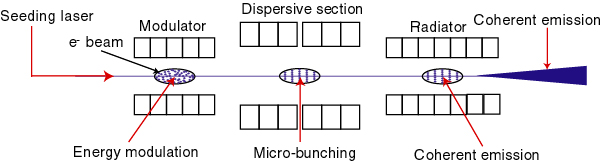 Seeding laser
Modulator
Dispersive section
Radiator
Coherent emission
e- beam
Energy modulation
Micro-bunching
Coherent emission